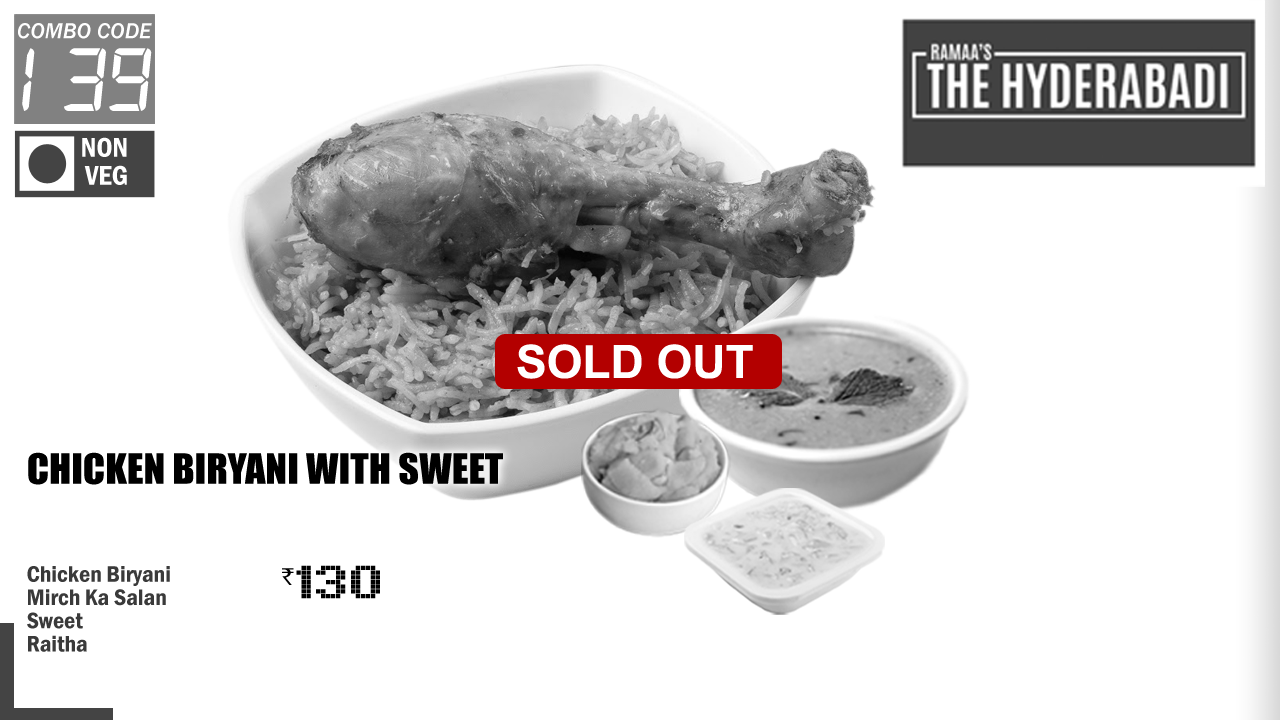 COMBO CODE
139
NON
VEG
RAMAA'S
THE HYDERABADI
SOLD OUT
CHICKEN BIRYANI WITH SWEET
Chicken Biryani
Mirch Ka Salan
Sweet
Raitha
₹130